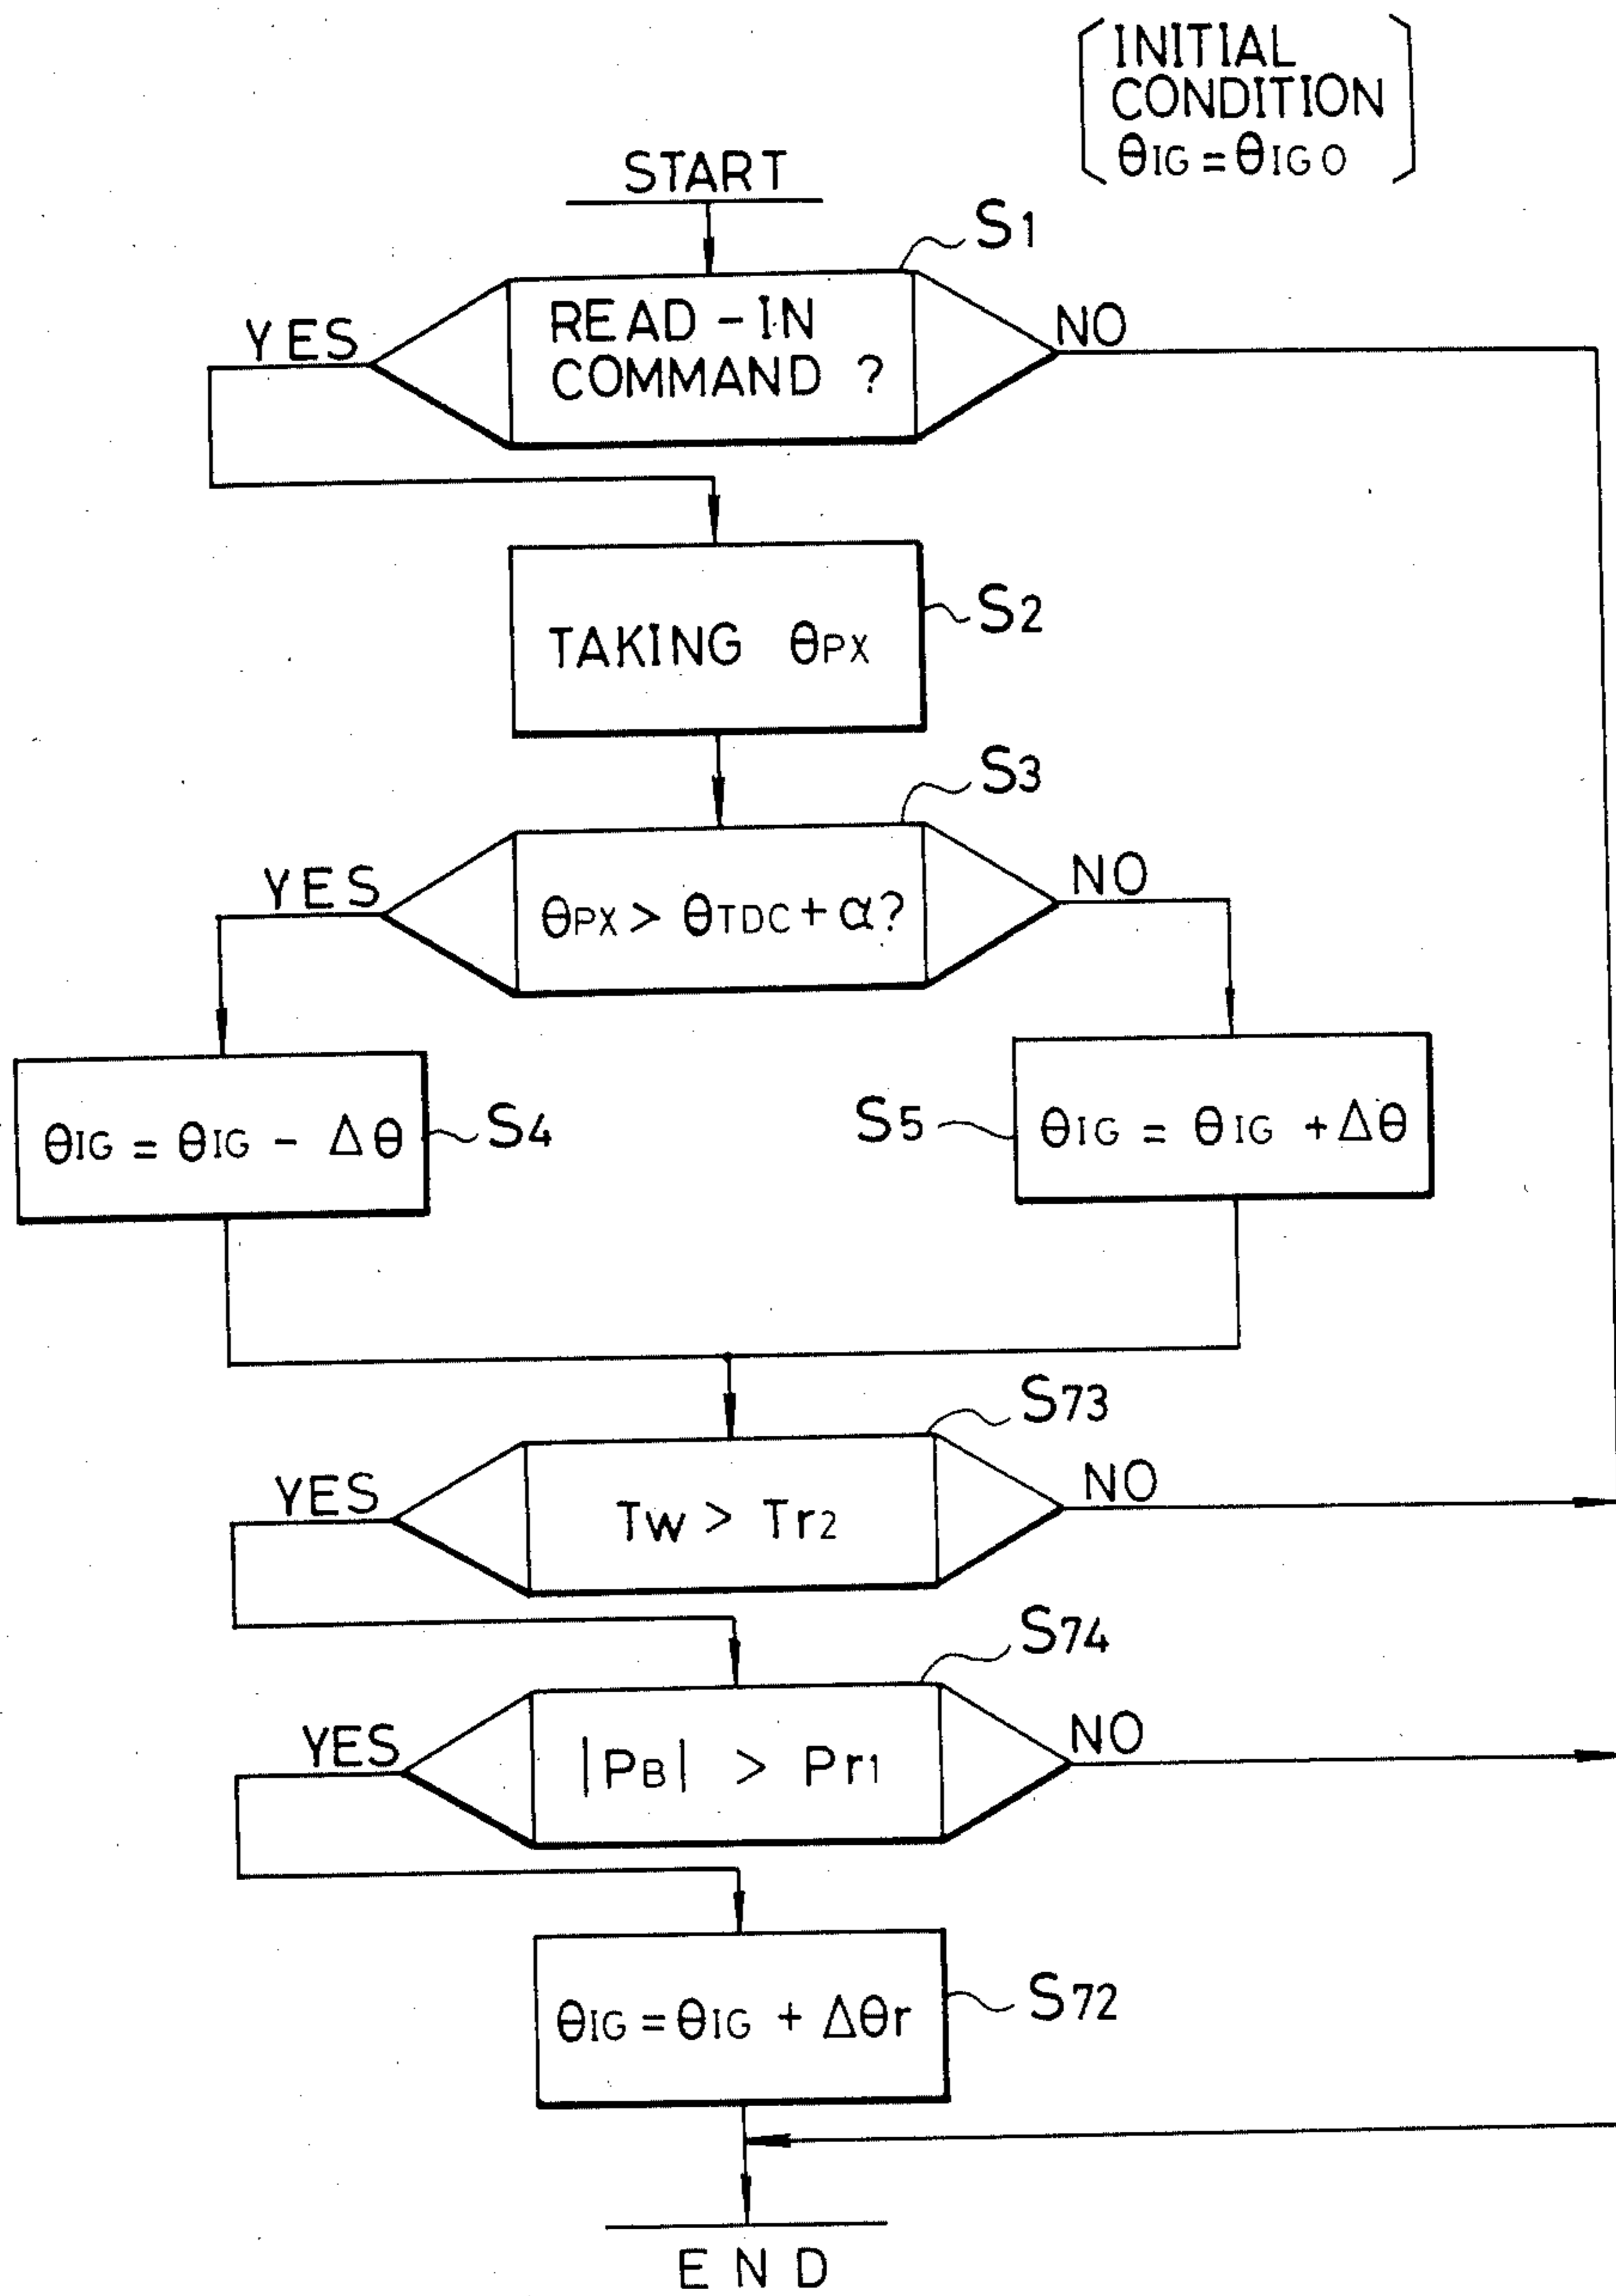 INITIAL
CONDITION
θIG = θIGO
START
S1
YES
READ-IN
COMMAND ?
NO
S2
TAKING θPX
S3
YES
θPX > θTDC + α?
NO
θIG = θIG - Δθ
S4
S5
θIG = θIG + Δθ
S73
YES
Tw > Tr2
NO
S74
YES
|PB| > Pr1
NO
S72
θIG = θIG + Δθr
END